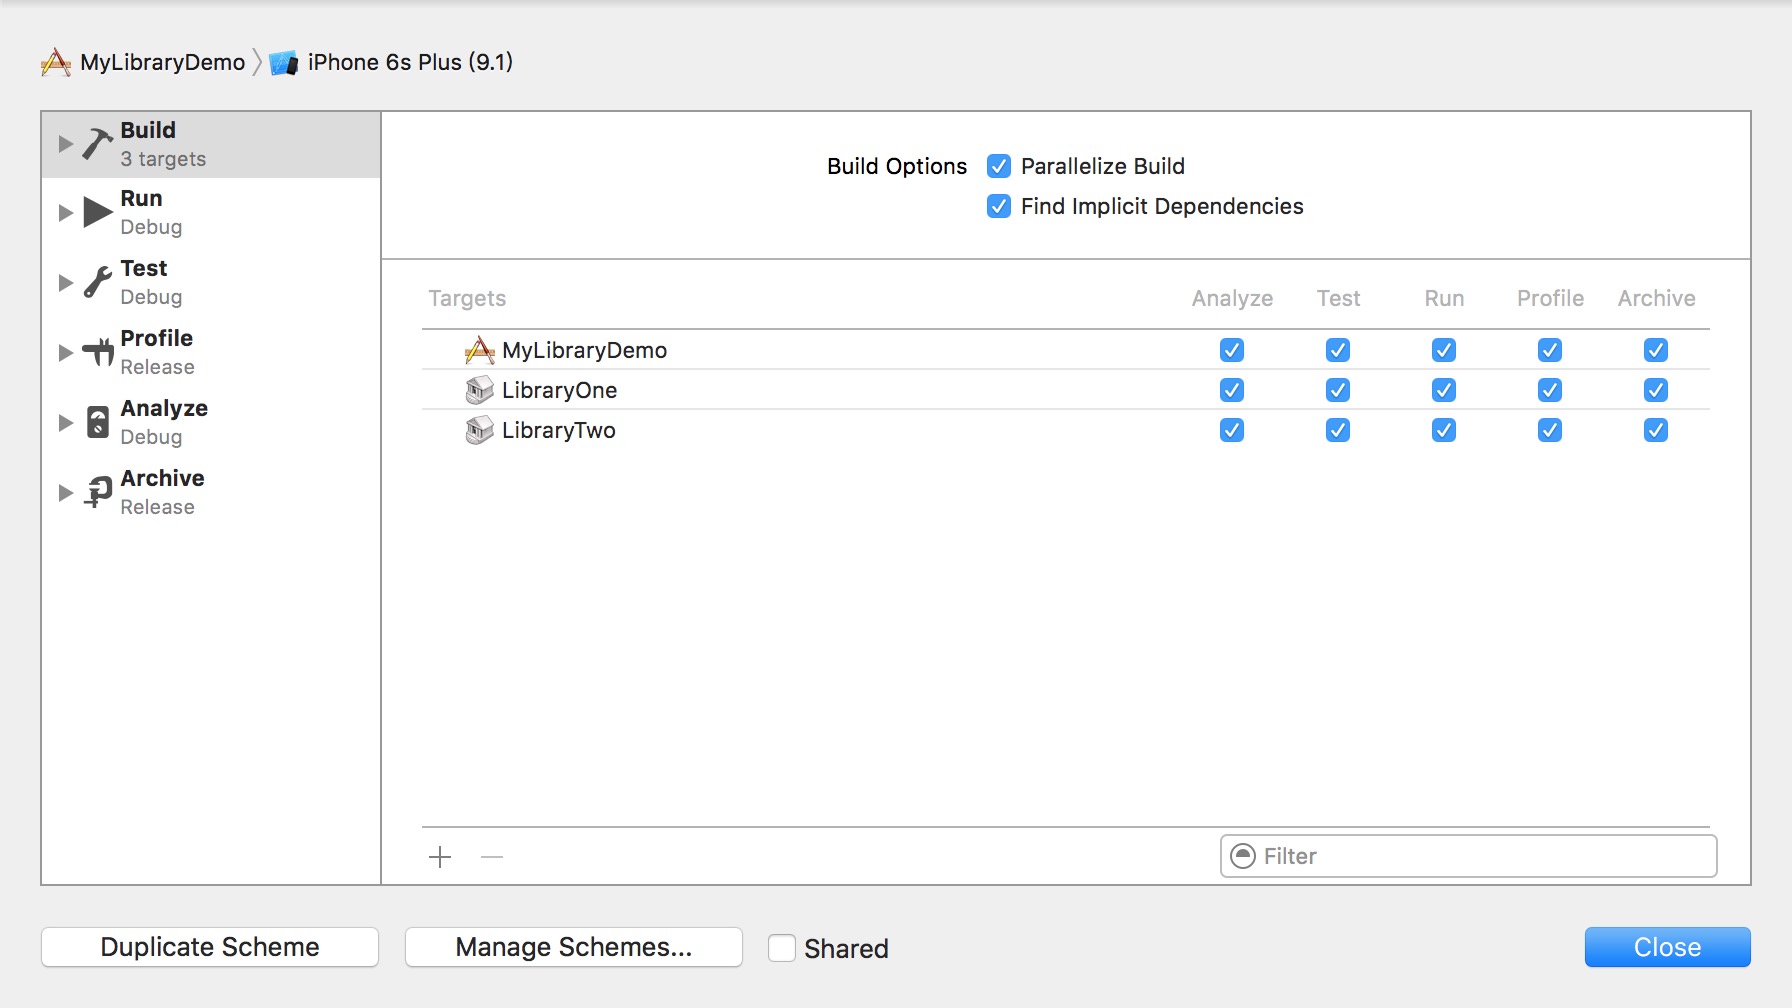 MyLibraryDemo iPhone 6s Plus (9.1)
Build
3 targets
Run
Debug
Test
Debug
Profile
Release
Analyze
Debug
Archive
Release
Build Options Parallelize Build
Find Implicit Dependencies
Targets Analyze Test Run Profile Archive
MyLibraryDemo
LibraryOne
LibraryTwo
Filter
Duplicate Scheme Manage Schemes... Shared Close